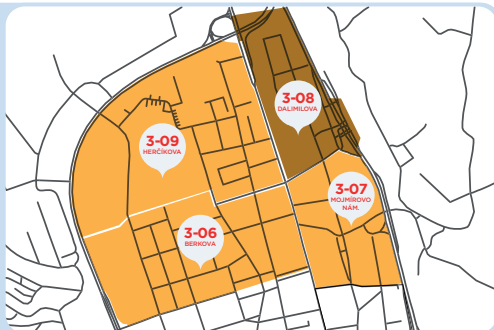 3-08
DALIMILOVA
3-09
HERČÍKOVA
3-07
MOJMÍROVO
NÁM.
3-06
BERKOVA